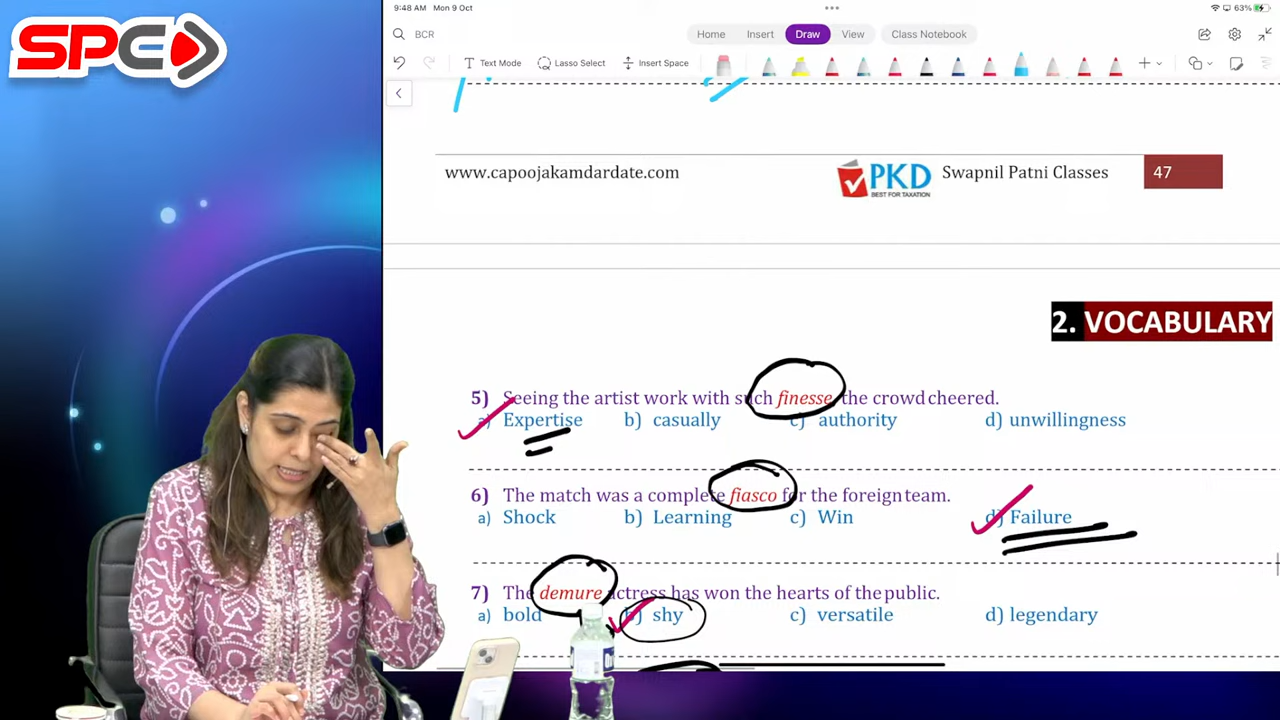 9:48 AM Mon 9 Oct
63%
SPC
BCR
Home Insert Draw View Class Notebook
Text Mode Lasso Select Insert Space
www.capoojakamdardate.com
PKD
BEST FOR TAXATION
Swapnil Patni Classes
47
2. VOCABULARY
5) Seeing the artist work with such finesse, the crowd cheered.
a) Expertise b) casually c) authority d) unwillingness
6) The match was a complete fiasco for the foreign team.
a) Shock b) Learning c) Win d) Failure
7) The demure actress has won the hearts of the public.
a) bold b) shy c) versatile d) legendary